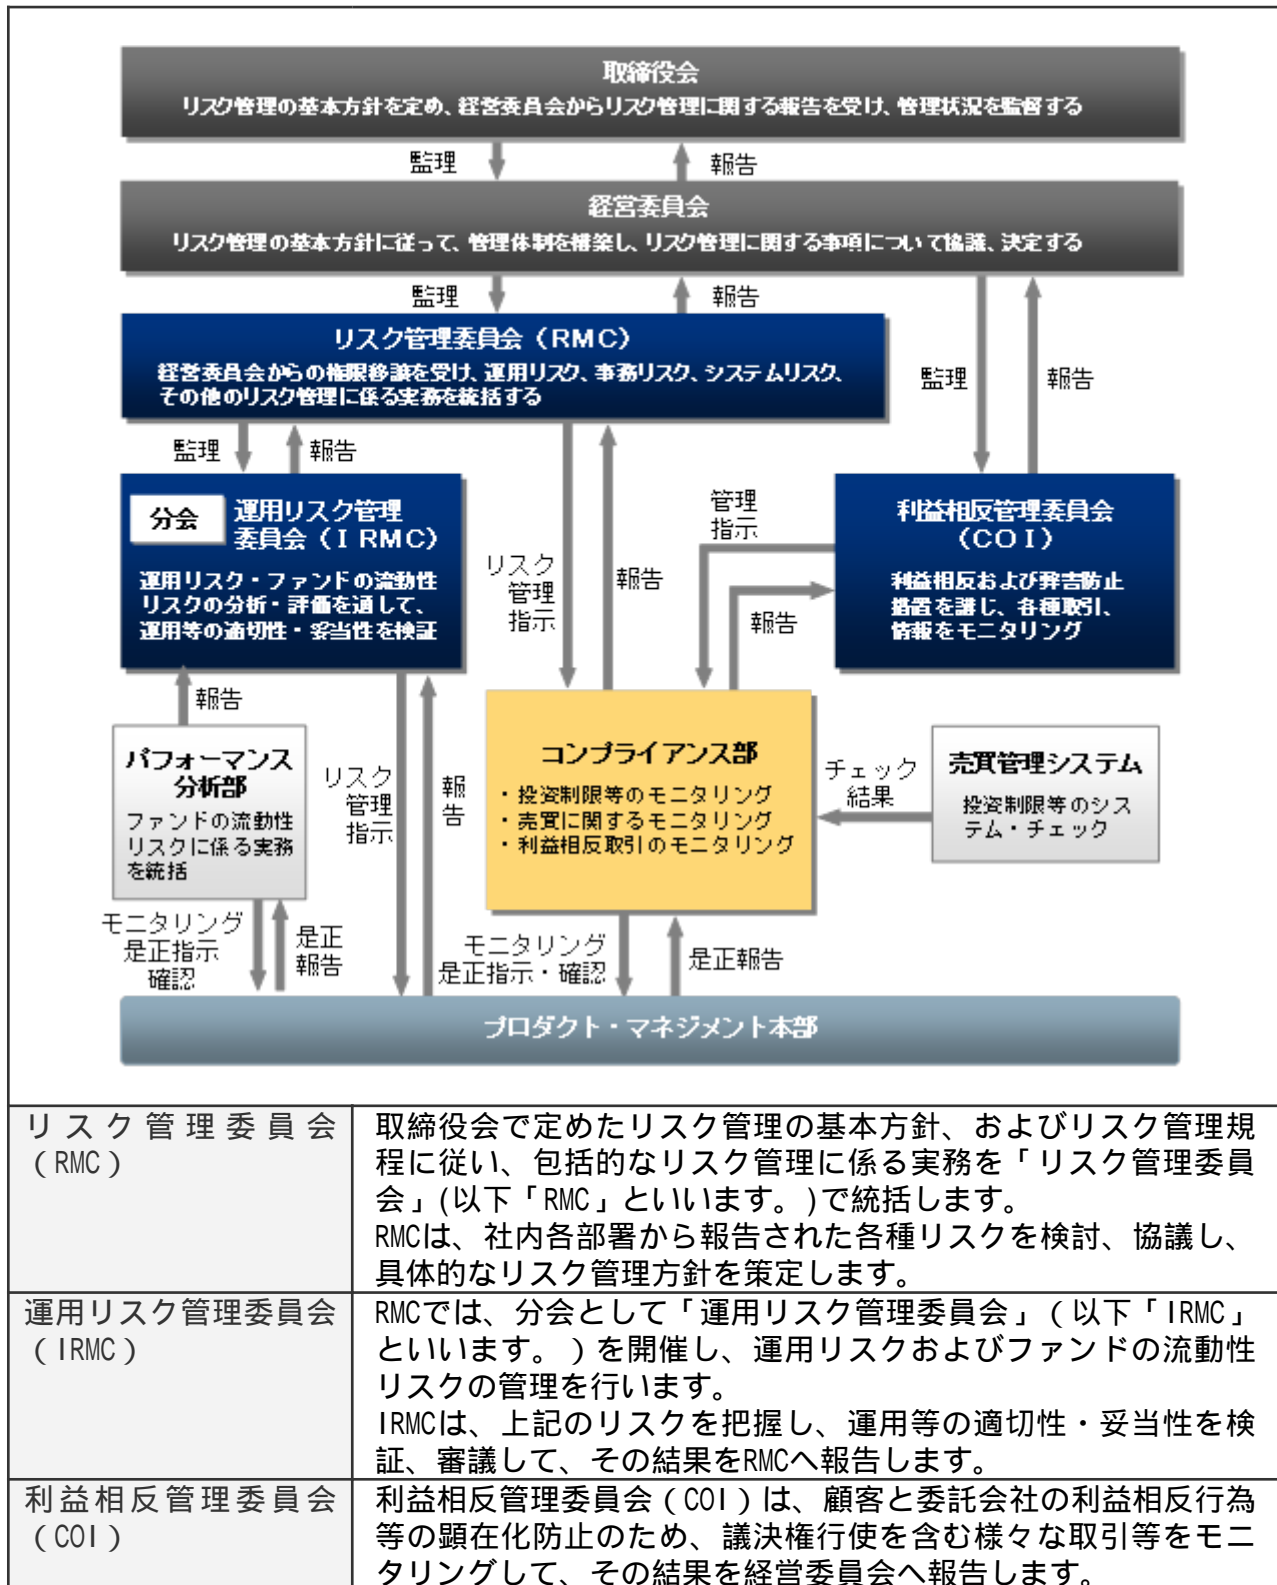 取締役会
リスク管理の基本方針を定め、経営委員会からリスク管理に関する報告を受け、管理状況を監督する
監理
報告
経営委員会
リスク管理の基本方針に従って、管理体制を構築し、リスク管理に関する事項について協議、決定する
監理
報告
リスク管理委員会（RMC）
経営委員会からの権限移譲を受け、運用リスク、事務リスク、システムリスク、
その他のリスク管理に係る実務を統括する
監理
報告
監理
報告
分会
運用リスク管理
委員会（IRMC）
運用リスク・ファンドの流動性
リスクの分析・評価を通して、
運用等の適切性・妥当性を検証
リスク
管理
指示
報告
管理
指示
報告
利益相反管理委員会
（COI）
利益相反および弊害防止
措置を講じ、各種取引、
情報をモニタリング
報告
パフォーマンス
分析部
ファンドの流動性
リスクに係る実務
を統括
リスク
管理
指示
報
告
コンプライアンス部
・投資制限等のモニタリング
・売買に関するモニタリング
・利益相反取引のモニタリング
チェック
結果
売買管理システム
投資制限等のシス
テム・チェック
モニタリング
是正指示
確認
是正
報告
モニタリング
是正指示・確認
是正報告
プロダクト・マネジメント本部
リスク管理委員会
（RMC）
取締役会で定めたリスク管理の基本方針、およびリスク管理規
程に従い、包括的なリスク管理に係る実務を「リスク管理委員
会」(以下「RMC」といいます。)で統括します。
RMCは、社内各部署から報告された各種リスクを検討、協議し、
具体的なリスク管理方針を策定します。
運用リスク管理委員会
（IRMC）
RMCでは、分会として「運用リスク管理委員会」（以下「IRMC」
といいます。）を開催し、運用リスクおよびファンドの流動性
リスクの管理を行います。
IRMCは、上記のリスクを把握し、運用等の適切性・妥当性を検
証、審議して、その結果をRMCへ報告します。
利益相反管理委員会
（COI）
利益相反管理委員会（COI）は、顧客と委託会社の利益相反行為
等の顕在化防止のため、議決権行使を含む様々な取引等をモニ
タリングして、その結果を経営委員会へ報告します。